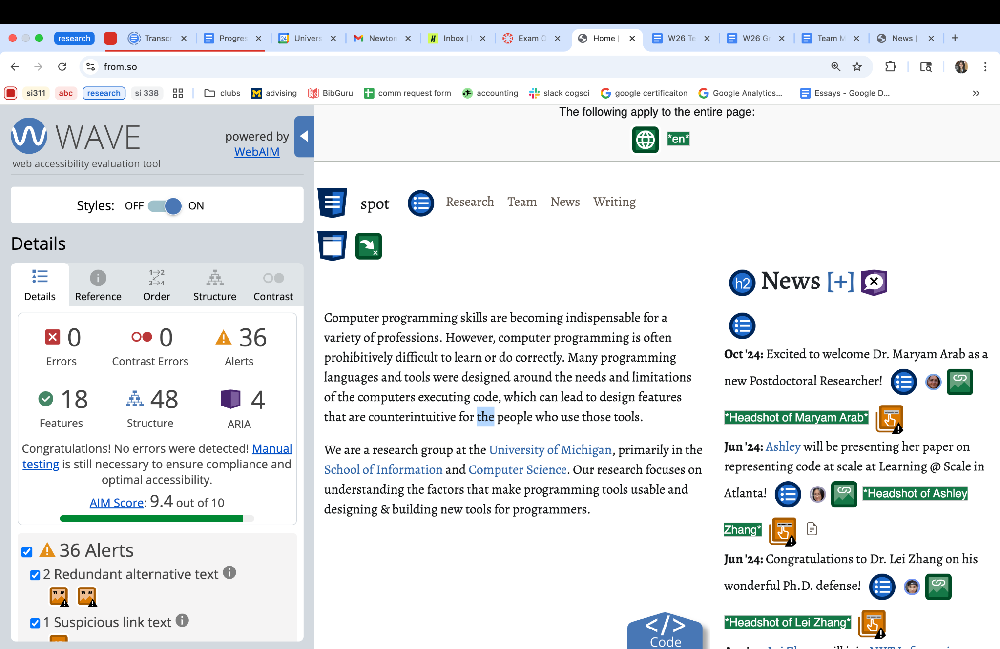 research
Transcr
Progres
24
Univers
Newton
Inbox |
Exam O
Home |
W26 Te
W26 Gr
Team M
News |
from.so
si311
abc
research
si 338
clubs
advising
BibGuru
comm request form
accounting
slack cogsci
google certificaiton
Google Analytics...
Essays - Google D...
WAVE
web accessibility evaluation tool
powered by
WebAIM
Styles: OFF ON
Details
Details
Reference
Order
Structure
Contrast
0 Errors
0 Contrast Errors
36 Alerts
18 Features
48 Structure
4 ARIA
Congratulations! No errors were detected! Manual
testing is still necessary to ensure compliance and
optimal accessibility.
AIM Score: 9.4 out of 10
36 Alerts
2 Redundant alternative text
1 Suspicious link text
The following apply to the entire page:
*en*
spot
Research
Team
News
Writing
Computer programming skills are becoming indispensable for a
variety of professions. However, computer programming is often
prohibitively difficult to learn or do correctly. Many programming
languages and tools were designed around the needs and limitations
of the computers executing code, which can lead to design features
that are counterintuitive for the people who use those tools.
We are a research group at the University of Michigan, primarily in the
School of Information and Computer Science. Our research focuses on
understanding the factors that make programming tools usable and
designing & building new tools for programmers.
h2 News [+]
Oct '24: Excited to welcome Dr. Maryam Arab as a
new Postdoctoral Researcher!
*Headshot of Maryam Arab*
Jun '24: Ashley will be presenting her paper on
representing code at scale at Learning @ Scale in
Atlanta! *Headshot of Ashley
Zhang*
Jun '24: Congratulations to Dr. Lei Zhang on his
wonderful Ph.D. defense!
*Headshot of Lei Zhang*
</> Code